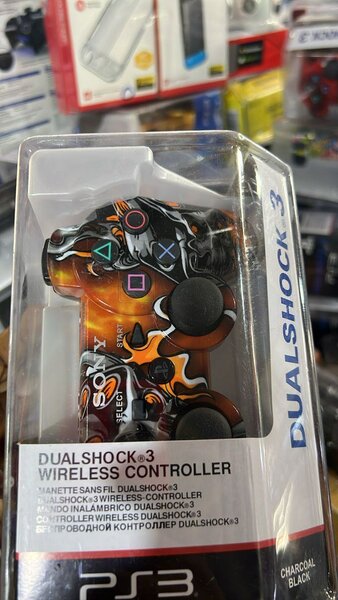 SONY
SELECT
START
DUALSHOCK 3
DUALSHOCK®3
WIRELESS CONTROLLER
MANETTE SANS FIL DUALSHOCK®3
DUALSHOCK®3 WIRELESS-CONTROLLER
MANDO INALÁMBRICO DUALSHOCK®3
CONTROLLER WIRELESS DUALSHOCK®3
БЕСПРОВОДНОЙ КОНТРОЛЛЕР DUALSHOCK®3
CHARCOAL
BLACK
PS3